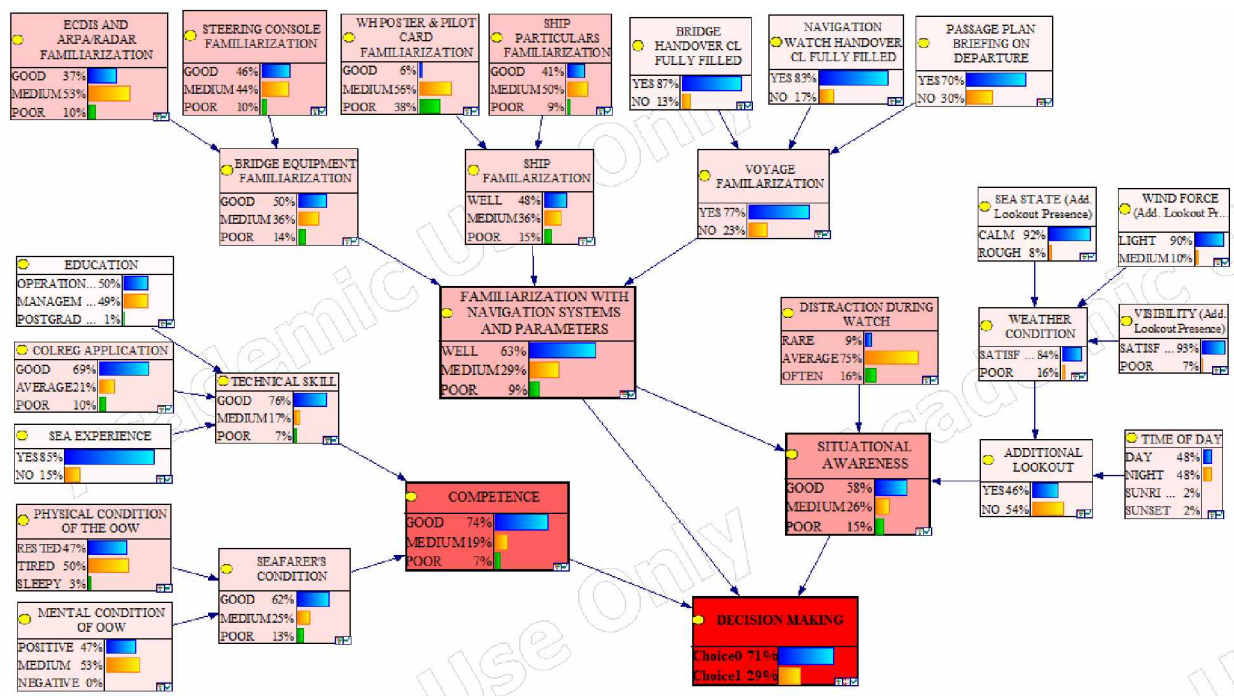 ECDIS AND
ARPA/RADAR
FAMILIARIZATION
GOOD 37%
MEDIUM 53%
POOR 10%
STEERING CONSOLE
FAMILIARIZATION
GOOD 46%
MEDIUM 44%
POOR 10%
WH POSTER & PILOT
CARD
FAMILIARIZATION
GOOD 6%
MEDIUM 56%
POOR 38%
SHIP
PARTICULARS
FAMILIARIZATION
GOOD 41%
MEDIUM 50%
POOR 9%
BRIDGE
HANDOVER CL
FULLY FILLED
YES 87%
NO 13%
NAVIGATION
WATCH HANDOVER
CL FULLY FILLED
YES 83%
NO 17%
PASSAGE PLAN
BRIEFING ON
DEPARTURE
YES 70%
NO 30%
BRIDGE EQUIPMENT
FAMILIARIZATION
GOOD 50%
MEDIUM 36%
POOR 14%
SHIP
FAMILARIZATION
WELL 48%
MEDIUM 36%
POOR 15%
VOYAGE
FAMILARIZATION
YES 77%
NO 23%
SEA STATE (Add.
Lookout Presence)
CALM 92%
ROUGH 8%
WIND FORCE
(Add. Lookout Pr...
LIGHT 90%
MEDIUM 10%
EDUCATION
OPERATION... 50%
MANAGEM ... 49%
POSTGRAD ... 1%
FAMILIARIZATION WITH
NAVIGATION SYSTEMS
AND PARAMETERS
WELL 63%
MEDIUM 29%
POOR 9%
DISTRACTION DURING
WATCH
RARE 9%
AVERAGE 75%
OFTEN 16%
WEATHER
CONDITION
SATISF ... 84%
POOR 16%
VISIBILITY (Add.
Lookout Presence)
SATISF ... 93%
POOR 7%
COLREG APPLICATION
GOOD 69%
AVERAGE 21%
POOR 10%
TECHNICAL SKILL
GOOD 76%
MEDIUM 17%
POOR 7%
SEA EXPERIENCE
YES 85%
NO 15%
SITUATIONAL
AWARENESS
GOOD 58%
MEDIUM 26%
POOR 15%
ADDITIONAL
LOOKOUT
YES 46%
NO 54%
TIME OF DAY
DAY 48%
NIGHT 48%
SUNRI ... 2%
SUNSET 2%
COMPETENCE
GOOD 74%
MEDIUM 19%
POOR 7%
PHYSICAL CONDITION
OF THE OOW
RESTED 47%
TIRED 50%
SLEEPY 3%
SEAFARER'S
CONDITION
GOOD 62%
MEDIUM 25%
POOR 13%
MENTAL CONDITION
OF OOW
POSITIVE 47%
MEDIUM 53%
NEGATIVE 0%
DECISION MAKING
Choice0 71%
Choice1 29%
Use Only
Academic
Academic
Use Only
Use Only